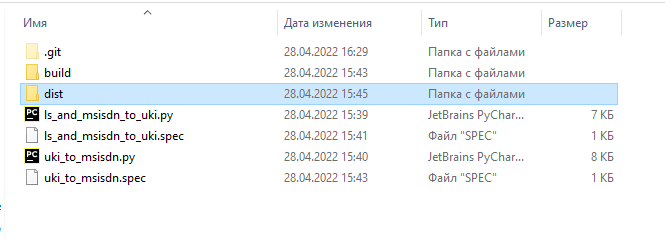 Имя Дата изменения Тип Размер
.git 28.04.2022 16:29 Папка с файлами
build 28.04.2022 15:43 Папка с файлами
dist 28.04.2022 15:45 Папка с файлами
PC ls_and_msisdn_to_uki.py 28.04.2022 15:39 JetBrains PyChar... 7 КБ
ls_and_msisdn_to_uki.spec 28.04.2022 15:41 Файл "SPEC" 1 КБ
PC uki_to_msisdn.py 28.04.2022 15:40 JetBrains PyChar... 8 КБ
uki_to_msisdn.spec 28.04.2022 15:43 Файл "SPEC" 1 КБ